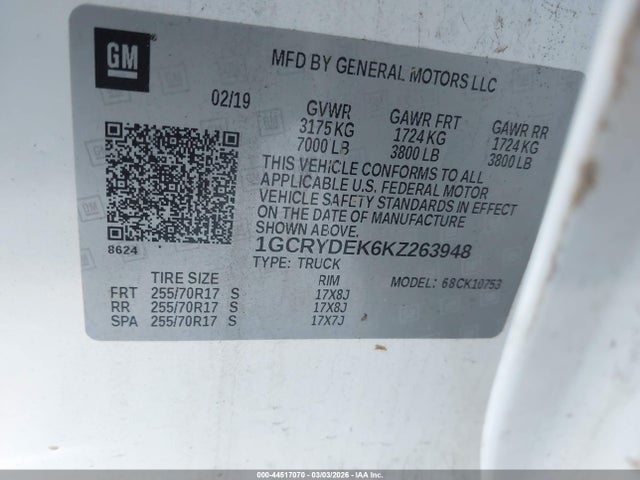 GM
MFD BY GENERAL MOTORS LLC
02/19
GVWR GAWR FRT GAWR RR
3175 KG 1724 KG 1724 KG
7000 LB 3800 LB 3800 LB
THIS VEHICLE CONFORMS TO ALL
APPLICABLE U.S. FEDERAL MOTOR
VEHICLE SAFETY STANDARDS IN EFFECT
ON THE DATE OF MANUFACTURE
SHOWN ABOVE.
8624
1GCRYDEK6KZ263948
TYPE: TRUCK MODEL: 68CK10753
TIRE SIZE RIM
FRT 255/70R17 S 17X8J
RR 255/70R17 S 17X8J
SPA 255/70R17 S 17X7J
000-44517070 — 03/03/2026 — IAA Inc.